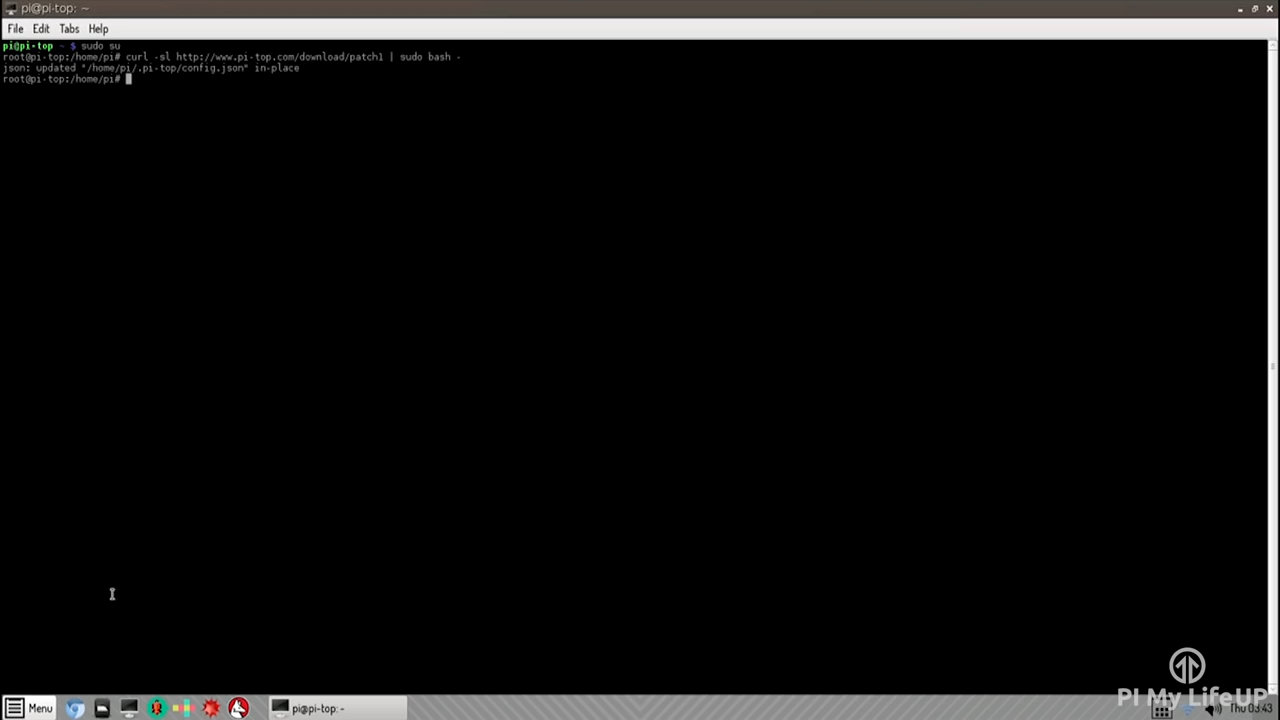 pi@pi-top: ~
File Edit Tabs Help
pi@pi-top ~ $ sudo su
root@pi-top:/home/pi# curl -sl http://www.pi-top.com/download/patch1 | sudo bash -
json: updated "/home/pi/.pi-top/config.json" in-place
root@pi-top:/home/pi#
PI My LifeUP
Menu pi@pi-top: ~ Thu 03:43